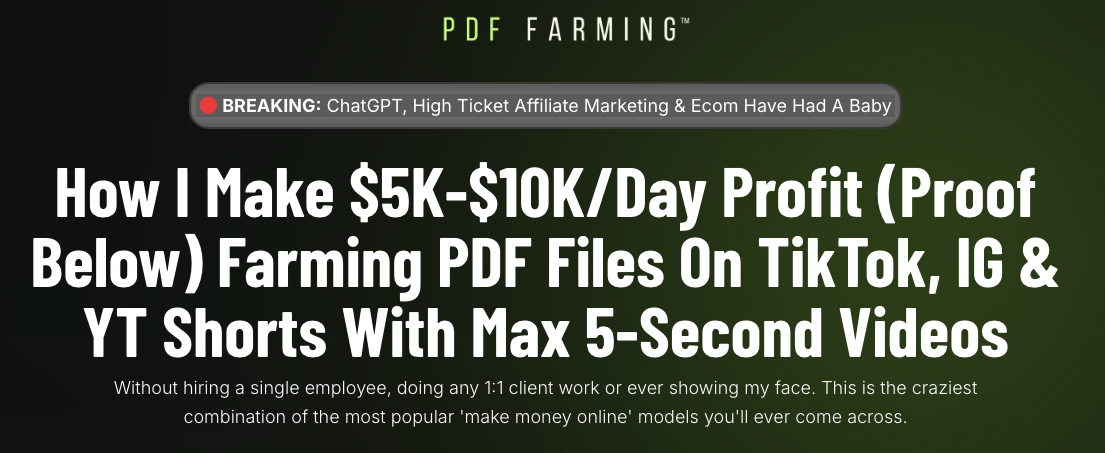 PDF FARMING™
BREAKING: ChatGPT, High Ticket Affiliate Marketing & Ecom Have Had A Baby
How I Make $5K-$10K/Day Profit (Proof
Below) Farming PDF Files On TikTok, IG &
YT Shorts With Max 5-Second Videos
Without hiring a single employee, doing any 1:1 client work or ever showing my face. This is the craziest
combination of the most popular 'make money online' models you'll ever come across.